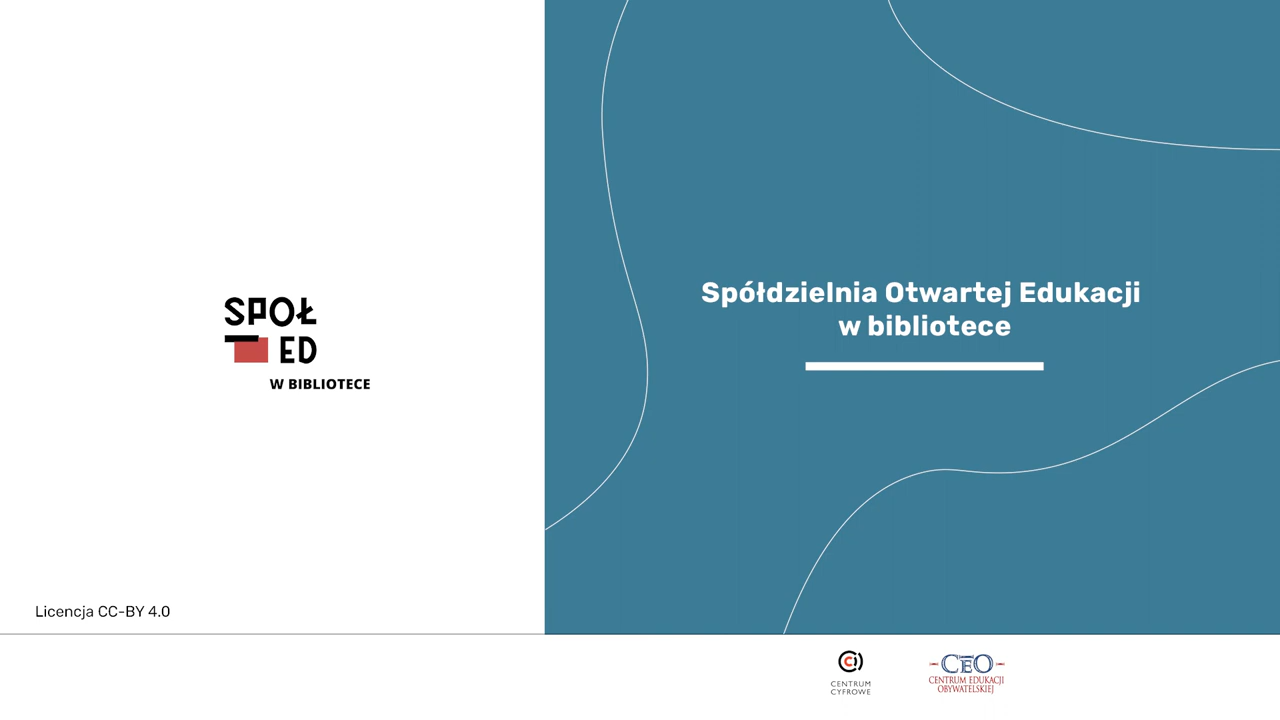 SPOŁ
ED
W BIBLIOTECE
Licencja CC-BY 4.0
Spółdzielnia Otwartej Edukacji
w bibliotece
CENTRUM
CYFROWE
CEO
CENTRUM EDUKACJI
OBYWATELSKIEJ